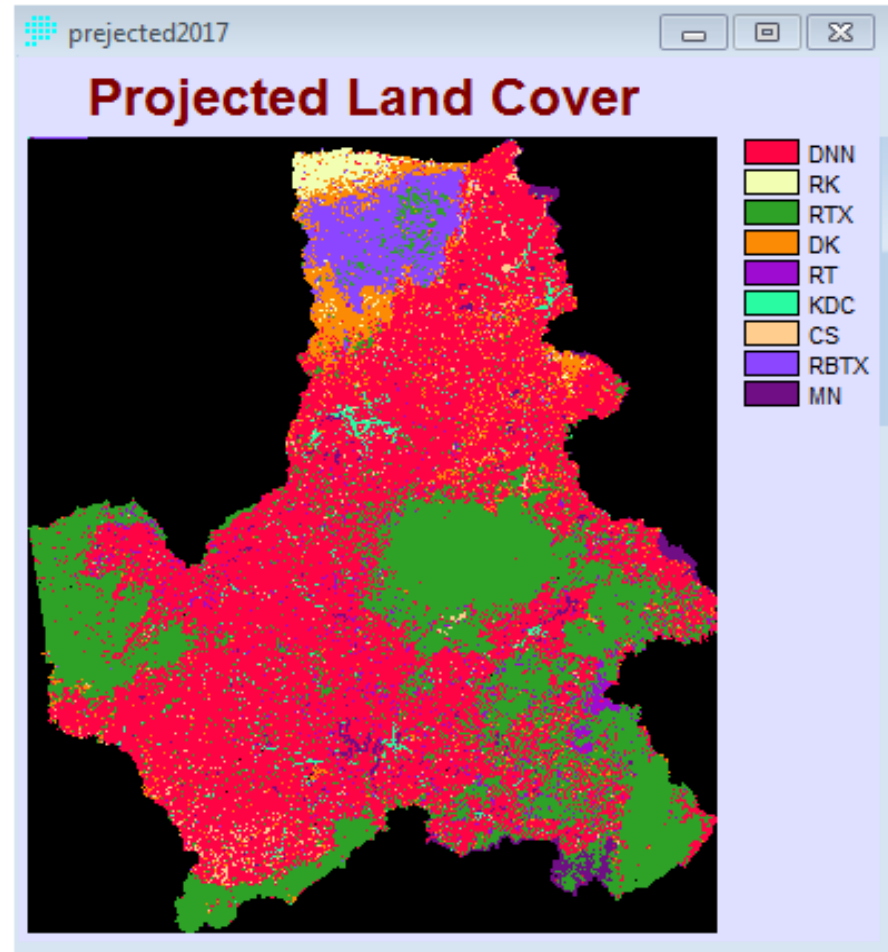 prejected2017
Projected Land Cover
DNN
RK
RTX
DK
RT
KDC
CS
RBTX
MN